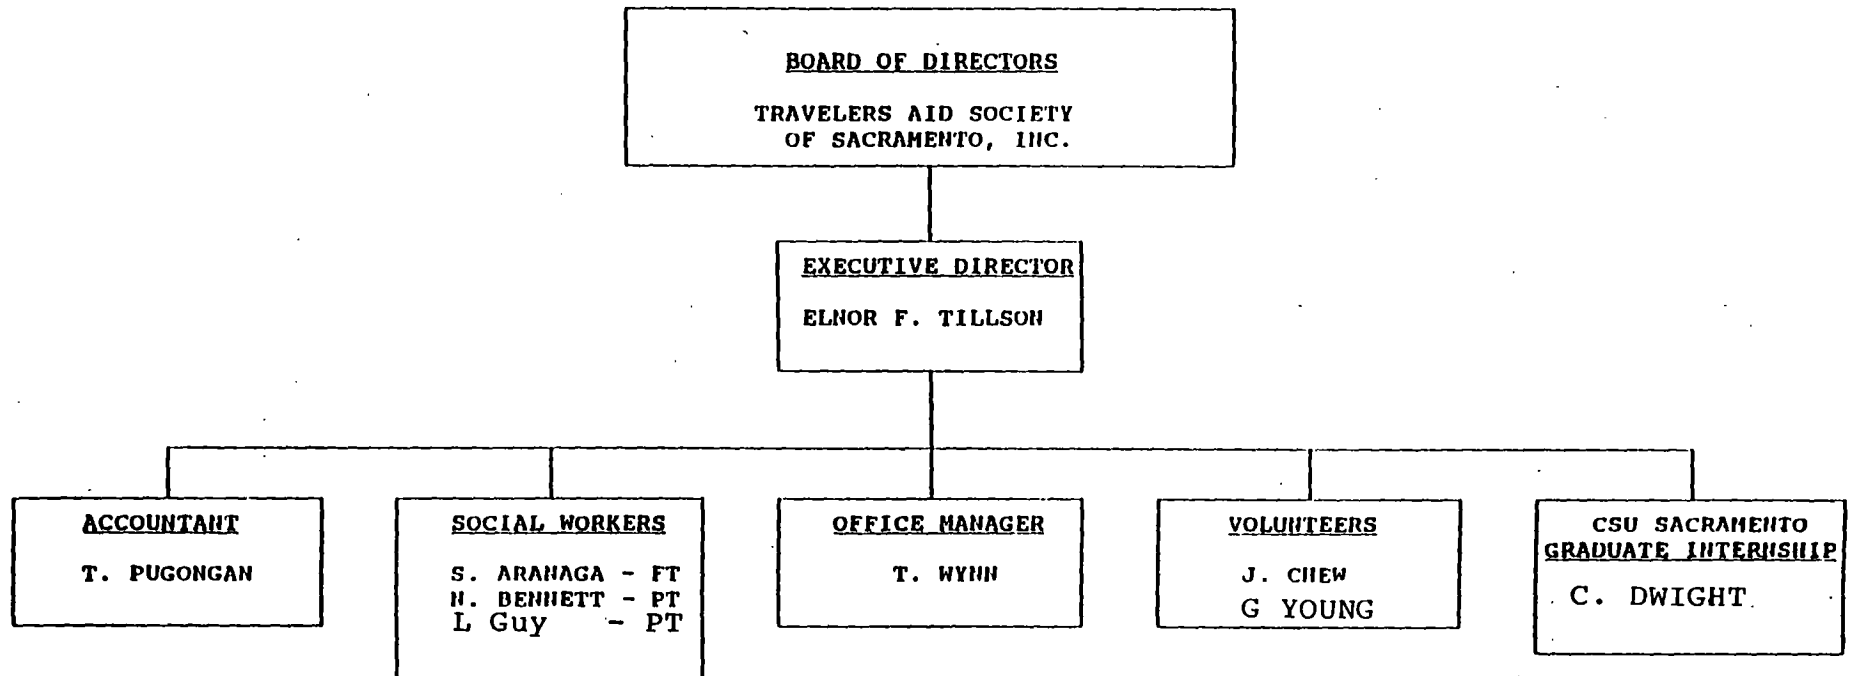 BOARD OF DIRECTORS
TRAVELERS AID SOCIETY
OF SACRAMENTO, INC.
EXECUTIVE DIRECTOR
ELNOR F. TILLSON
ACCOUNTANT
T. PUGONGAN
SOCIAL WORKERS
S. ARANAGA - FT
N. BENNETT - PT
L Guy - PT
OFFICE MANAGER
T. WYNN
VOLUNTEERS
J. CHEW
G YOUNG
CSU SACRAMENTO
GRADUATE INTERNSHIP
C. DWIGHT